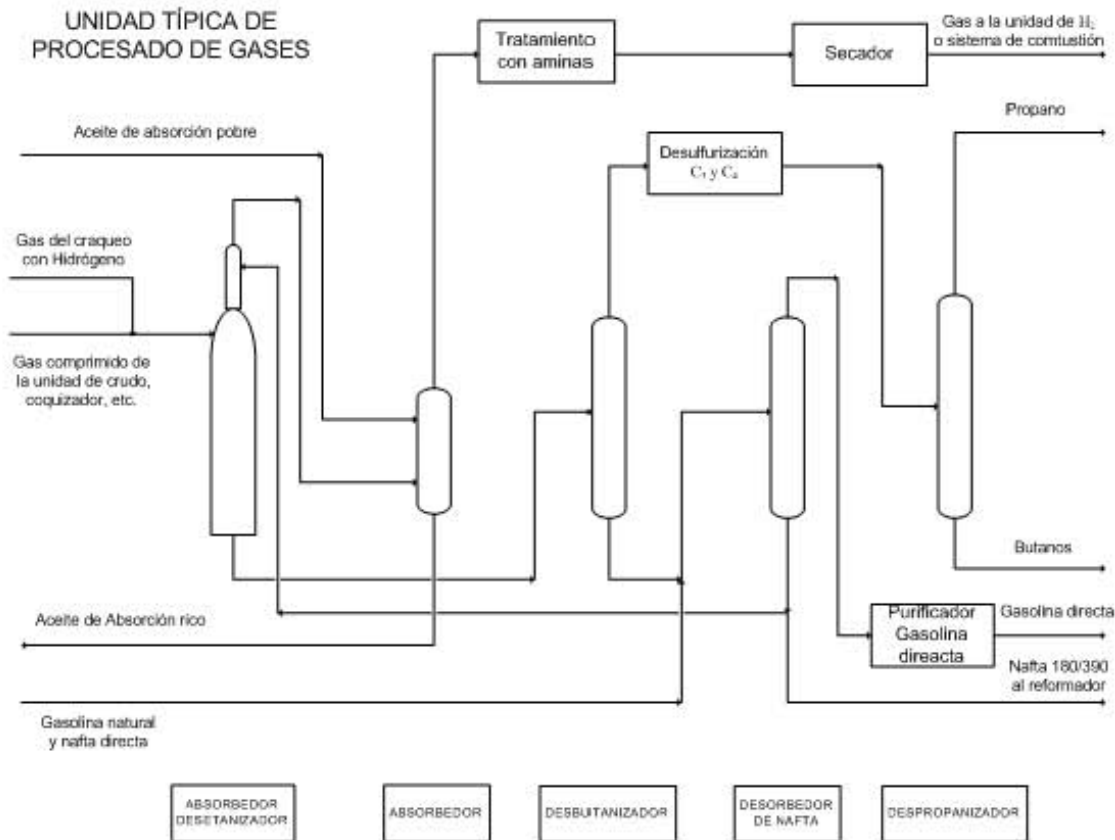 UNIDAD TÍPICA DE
PROCESADO DE GASES
Tratamiento
con aminas
Secador
Gas a la unidad de H₂
o sistema de comtustión
Aceite de absorción pobre
Propano
Desulfurización
C₃ y C₄
Gas del craqueo
con Hidrógeno
Gas comprimido de
la unidad de crudo,
coquizador, etc.
Butanos
Aceite de Absorción rico
Purificador
Gasolina
direacta
Gasolina directa
Nafta 180/390
al reformador
Gasolina natural
y nafta directa
ABSORBEDOR
DESETANIZADOR
ABSORBEDOR
DESBUITANIZADOR
DESORBEDOR
DE NAFTA
DESPROPANIZADOR